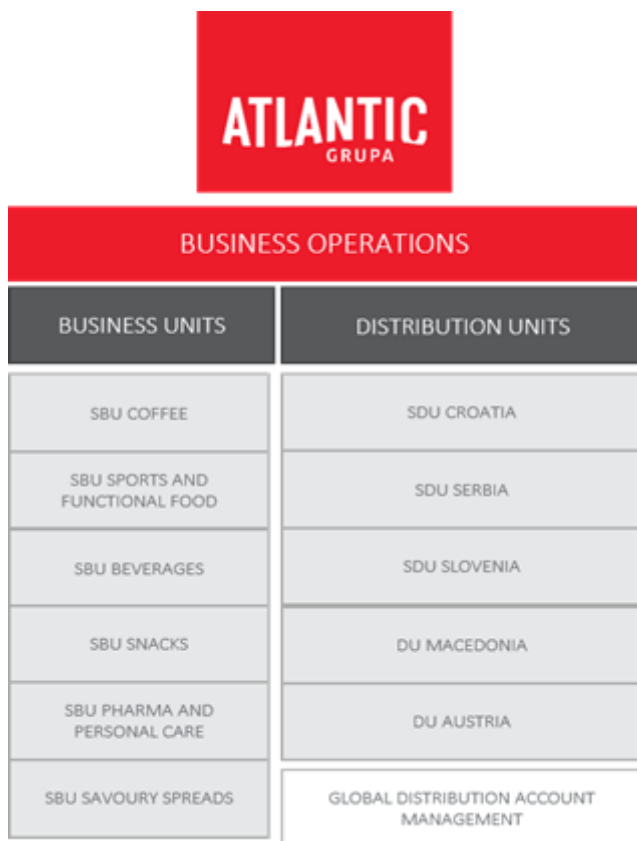 ATLANTIC
GRUPA
BUSINESS OPERATIONS
BUSINESS UNITS
DISTRIBUTION UNITS
SBU COFFEE
SDU CROATIA
SBU SPORTS AND
FUNCTIONAL FOOD
SDU SERBIA
SBU BEVERAGES
SDU SLOVENIA
SBU SNACKS
DU MACEDONIA
SBU PHARMA AND
PERSONAL CARE
DU AUSTRIA
SBU SAVOURY SPREADS
GLOBAL DISTRIBUTION ACCOUNT
MANAGEMENT